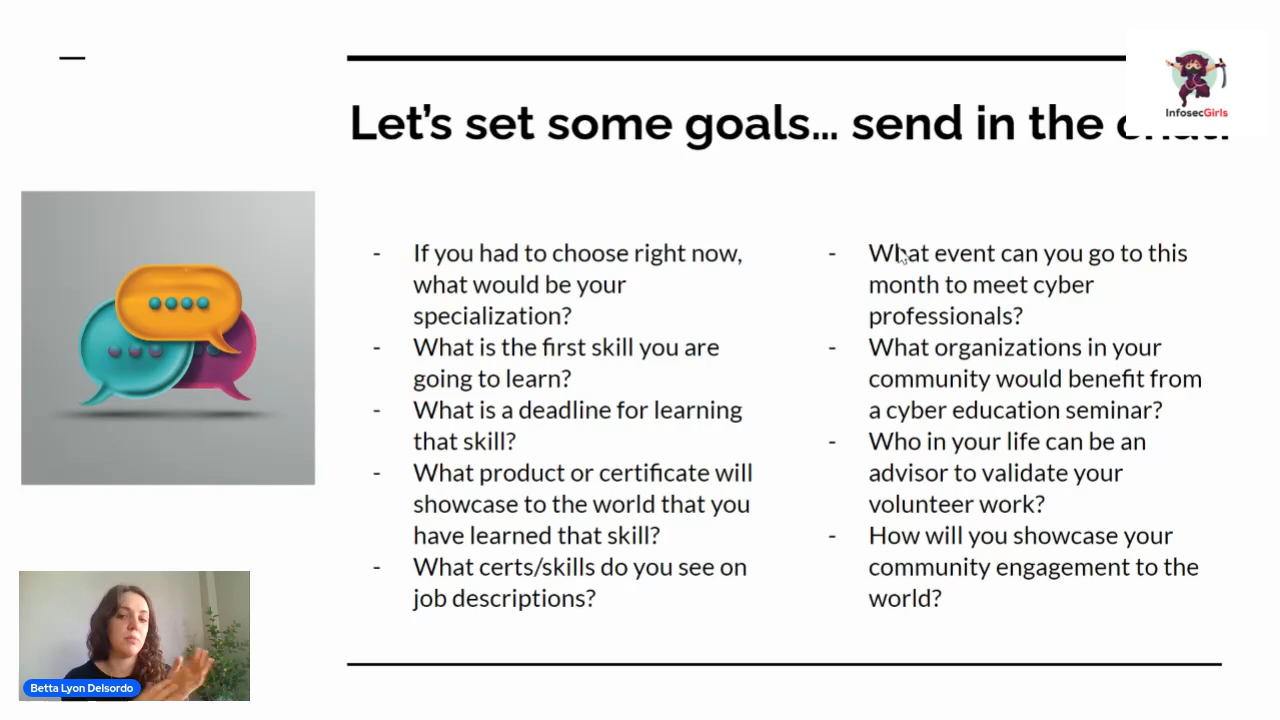 Let's set some goals... send in the
InfosecGirls
- If you had to choose right now,
what would be your
specialization?
- What is the first skill you are
going to learn?
- What is a deadline for learning
that skill?
- What product or certificate will
showcase to the world that you
have learned that skill?
- What certs/skills do you see on
job descriptions?
- What event can you go to this
month to meet cyber
professionals?
- What organizations in your
community would benefit from
a cyber education seminar?
- Who in your life can be an
advisor to validate your
volunteer work?
- How will you showcase your
community engagement to the
world?
Betta Lyon Delsordo